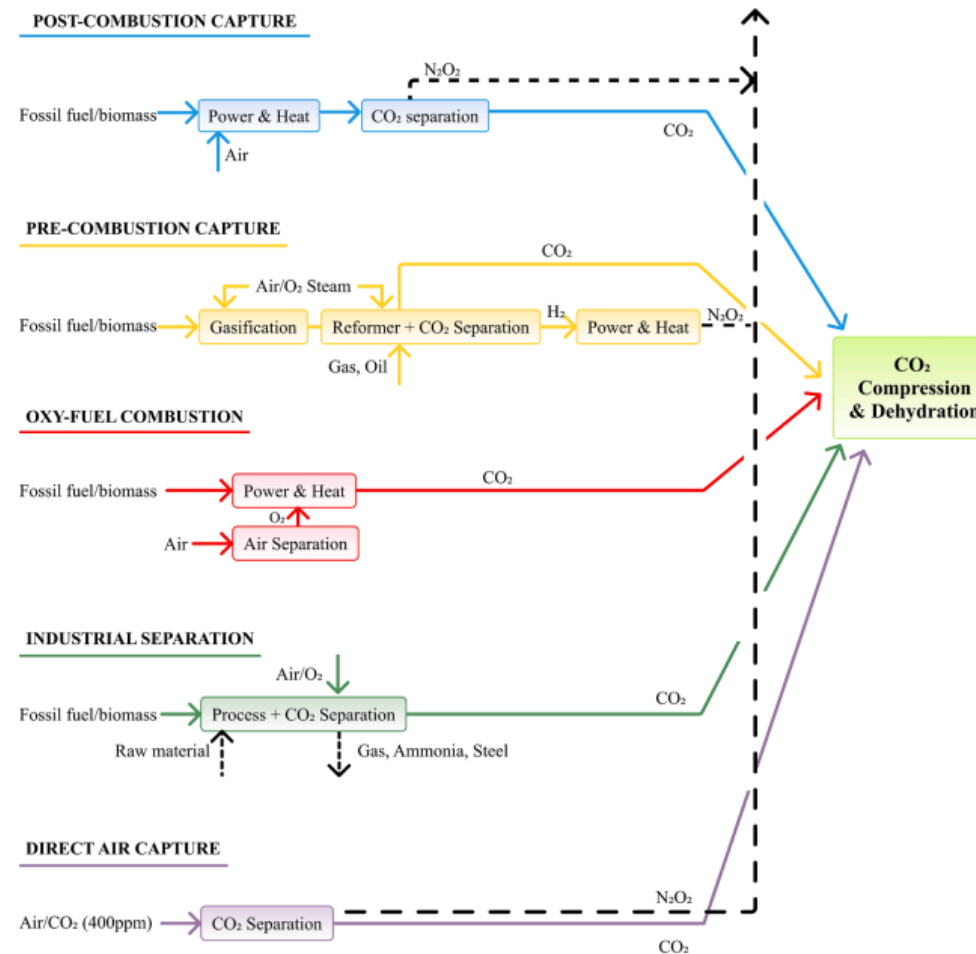 POST-COMBUSTION CAPTURE
N₂O₂
Fossil fuel/biomass
Power & Heat
CO₂ separation
CO₂
Air
PRE-COMBUSTION CAPTURE
CO₂
Air/O₂ Steam
Fossil fuel/biomass
Gasification
Reformer + CO₂ Separation
H₂
Power & Heat
N₂O₂
Gas, Oil
CO₂
Compression
& Dehydration
OXY-FUEL COMBUSTION
Fossil fuel/biomass
Power & Heat
CO₂
O₂
Air
Air Separation
INDUSTRIAL SEPARATION
Air/O₂
Fossil fuel/biomass
Process + CO₂ Separation
CO₂
Raw material
Gas, Ammonia, Steel
DIRECT AIR CAPTURE
N₂O₂
Air/CO₂ (400ppm)
CO₂ Separation
CO₂